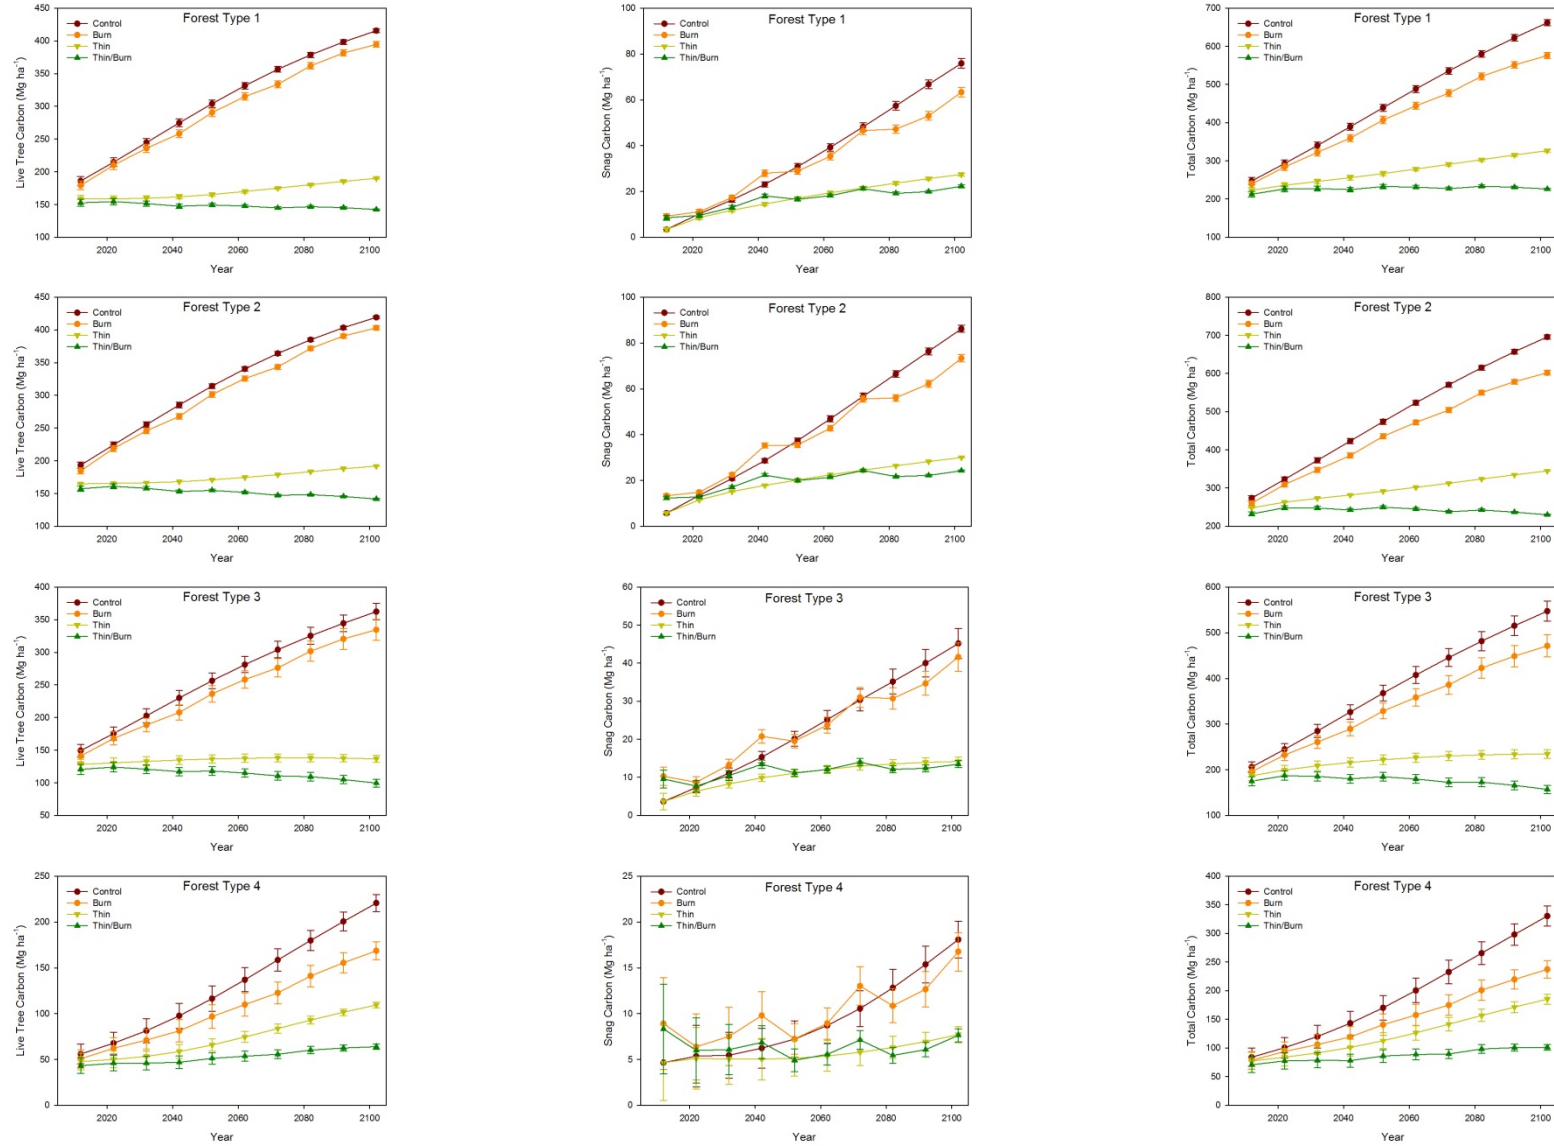 Forest Type 1
Control
Burn
Thin
Thin/Burn
Live Tree Carbon (Mg ha⁻¹)
450
400
350
300
250
200
150
100
2020 2040 2060 2080 2100
Year
Forest Type 1
Control
Burn
Thin
Thin/Burn
Snag Carbon (Mg ha⁻¹)
100
80
60
40
20
0
2020 2040 2060 2080 2100
Year
Forest Type 1
Control
Burn
Thin
Thin/Burn
Total Carbon (Mg ha⁻¹)
700
600
500
400
300
200
100
2020 2040 2060 2080 2100
Year
Forest Type 2
Control
Burn
Thin
Thin/Burn
Live Tree Carbon (Mg ha⁻¹)
450
400
350
300
250
200
150
100
2020 2040 2060 2080 2100
Year
Forest Type 2
Control
Burn
Thin
Thin/Burn
Snag Carbon (Mg ha⁻¹)
100
80
60
40
20
0
2020 2040 2060 2080 2100
Year
Forest Type 2
Control
Burn
Thin
Thin/Burn
Total Carbon (Mg ha⁻¹)
800
700
600
500
400
300
200
2020 2040 2060 2080 2100
Year
Forest Type 3
Control
Burn
Thin
Thin/Burn
Live Tree Carbon (Mg ha⁻¹)
400
350
300
250
200
150
100
50
2020 2040 2060 2080 2100
Year
Forest Type 3
Control
Burn
Thin
Thin/Burn
Snag Carbon (Mg ha⁻¹)
60
50
40
30
20
10
0
2020 2040 2060 2080 2100
Year
Forest Type 3
Control
Burn
Thin
Thin/Burn
Total Carbon (Mg ha⁻¹)
600
500
400
300
200
100
2020 2040 2060 2080 2100
Year
Forest Type 4
Control
Burn
Thin
Thin/Burn
Live Tree Carbon (Mg ha⁻¹)
250
200
150
100
50
0
2020 2040 2060 2080 2100
Year
Forest Type 4
Control
Burn
Thin
Thin/Burn
Snag Carbon (Mg ha⁻¹)
25
20
15
10
5
0
2020 2040 2060 2080 2100
Year
Forest Type 4
Control
Burn
Thin
Thin/Burn
Total Carbon (Mg ha⁻¹)
400
350
300
250
200
150
100
50
0
2020 2040 2060 2080 2100
Year